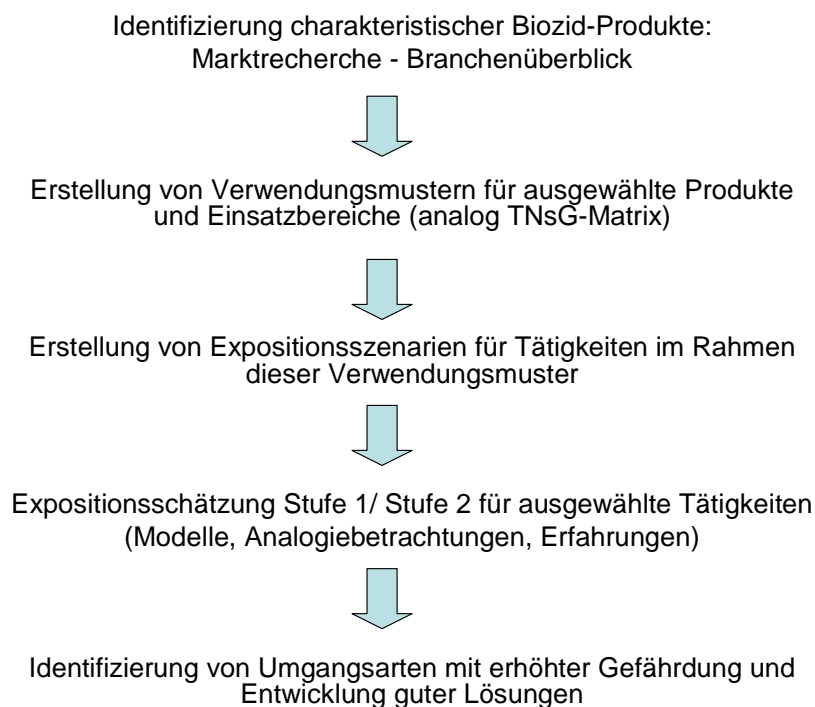 Identifizierung charakteristischer Biozid-Produkte:
Marktrecherche - Branchenüberblick
Erstellung von Verwendungsmustern für ausgewählte Produkte
und Einsatzbereiche (analog TNsG-Matrix)
Erstellung von Expositionsszenarien für Tätigkeiten im Rahmen
dieser Verwendungsmuster
Expositionsschätzung Stufe 1/ Stufe 2 für ausgewählte Tätigkeiten
(Modelle, Analogiebetrachtungen, Erfahrungen)
Identifizierung von Umgangsarten mit erhöhter Gefährdung und
Entwicklung guter Lösungen